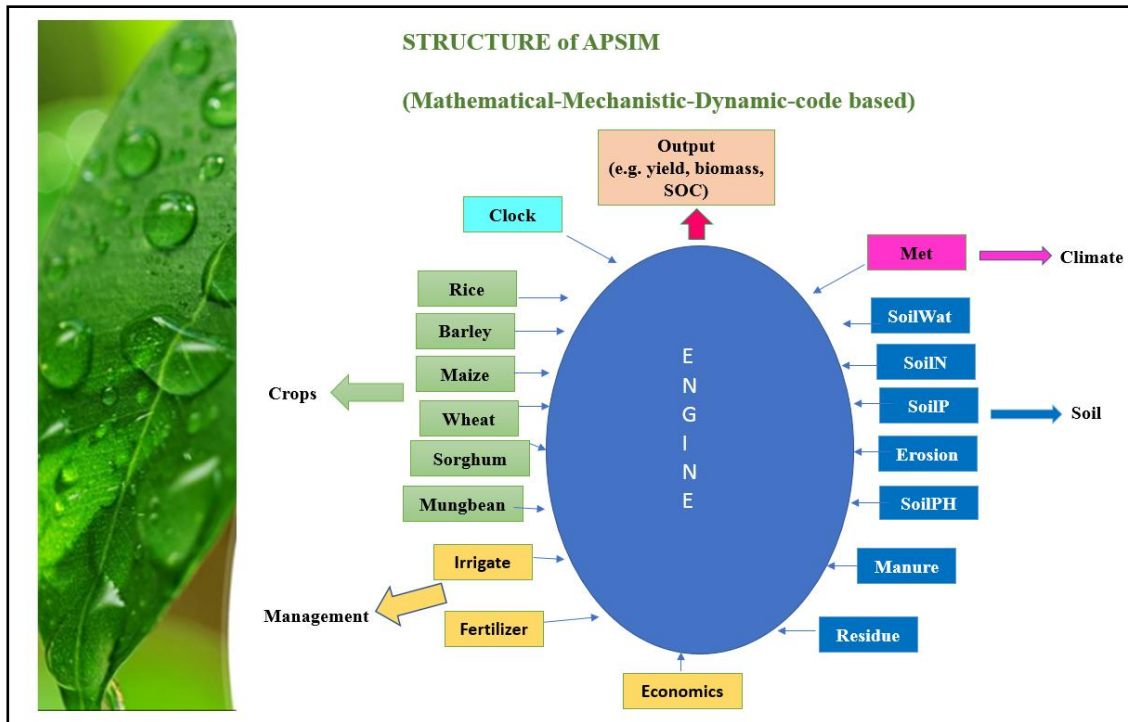 STRUCTURE of APSIM
(Mathematical-Mechanistic-Dynamic-code based)
Output
(e.g. yield, biomass,
SOC)
Clock
Met
Climate
Rice
Barley
Maize
Wheat
Sorghum
Mungbean
Crops
E
N
G
I
N
E
SoilWat
SoilN
SoilP
Erosion
SoilPH
Manure
Residue
Soil
Irrigate
Fertilizer
Economics
Management